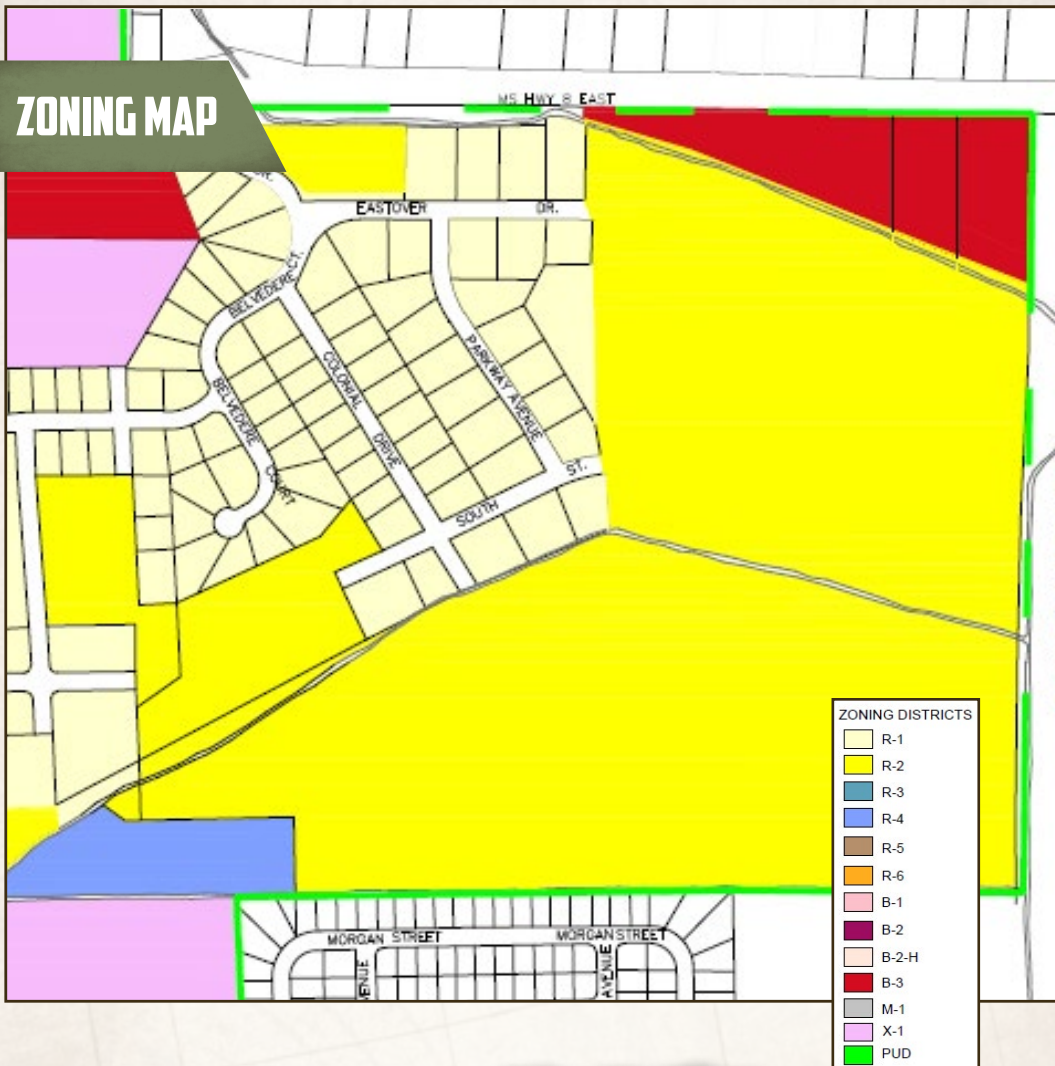 MS HWY 8 EAST
ZONING MAP
EASTOVER DR.
BELVEDERE CT.
COLONIAL DRIVE
PARKWAY AVENUE
BELVEDERE COURT
SOUTH ST.
MORGAN STREET
MORGAN STREET
AVENUE
ZONING DISTRICTS
R-1
R-2
R-3
R-4
R-5
R-6
B-1
B-2
B-2-H
B-3
M-1
X-1
PUD